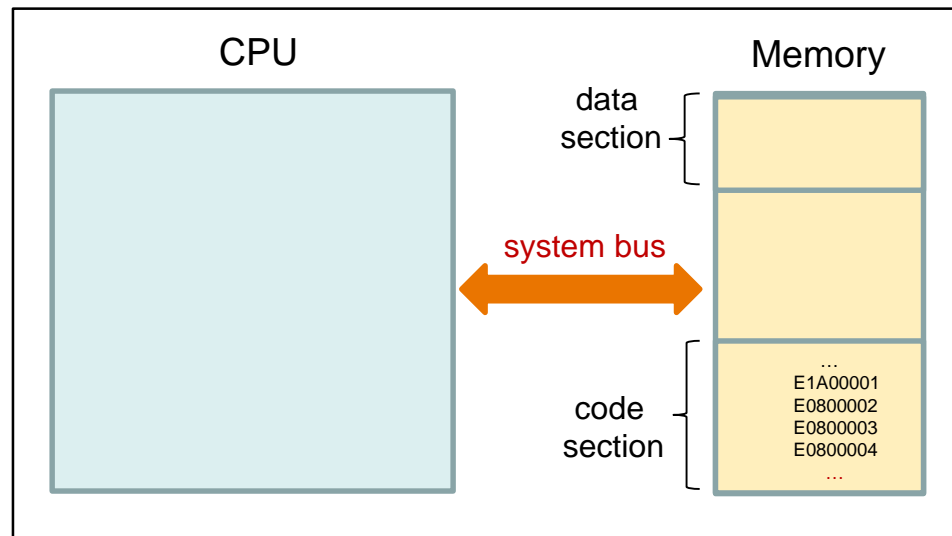 CPU
Memory
data
section
system bus
…
E1A00001
E0800002
E0800003
E0800004
…
code
section